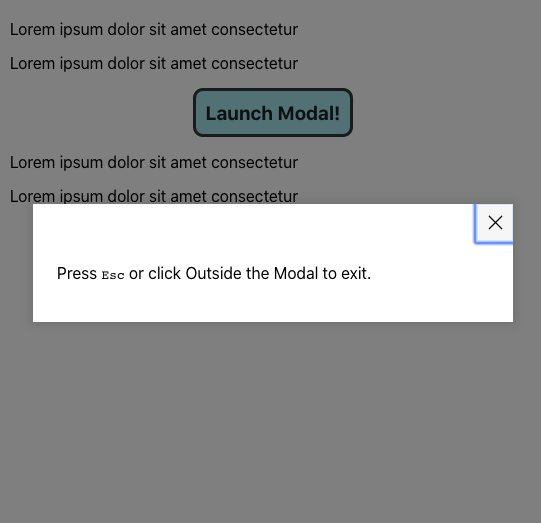 Lorem ipsum dolor sit amet consectetur
Lorem ipsum dolor sit amet consectetur
Launch Modal!
Lorem ipsum dolor sit amet consectetur
Lorem ipsum dolor sit amet consectetur
Press Esc or click Outside the Modal to exit.